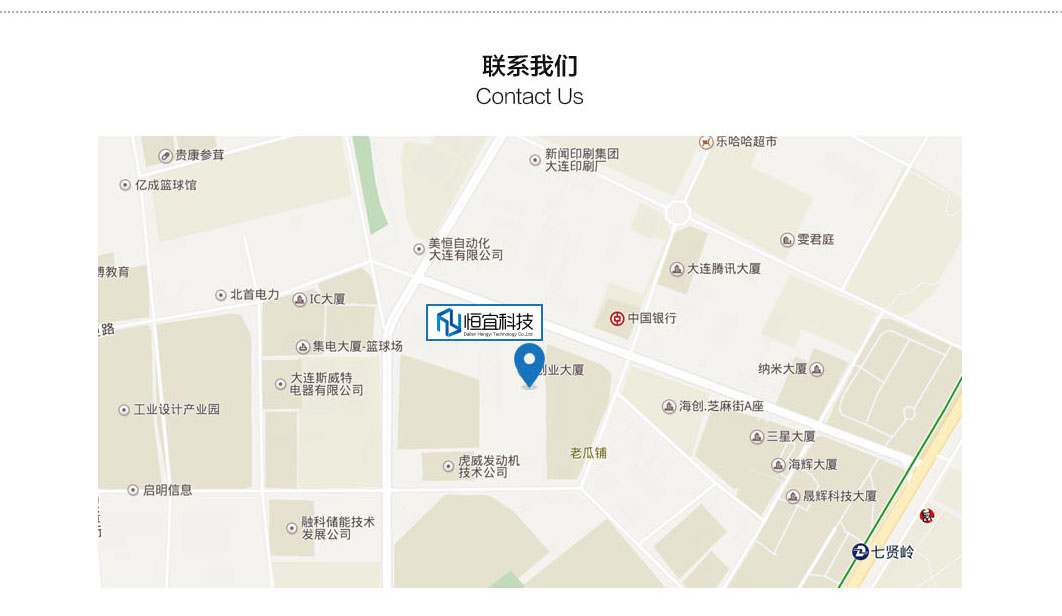 联系我们
Contact Us
乐哈哈超市
贵康参茸
新闻印刷集团
大连印刷厂
亿成篮球馆
美恒自动化
大连有限公司
雯君庭
博教育
大连腾讯大厦
北首电力
IC大厦
恒宜科技
Dalian Hengyi Technology Co.,Ltd
中国银行
路
集电大厦-篮球场
创业大厦
纳米大厦
大连斯威特
电器有限公司
工业设计产业园
海创.芝麻街A座
三星大厦
老瓜铺
虎威发动机
技术公司
海辉大厦
启明信息
晟辉科技大厦
融科储能技术
发展公司
七贤岭